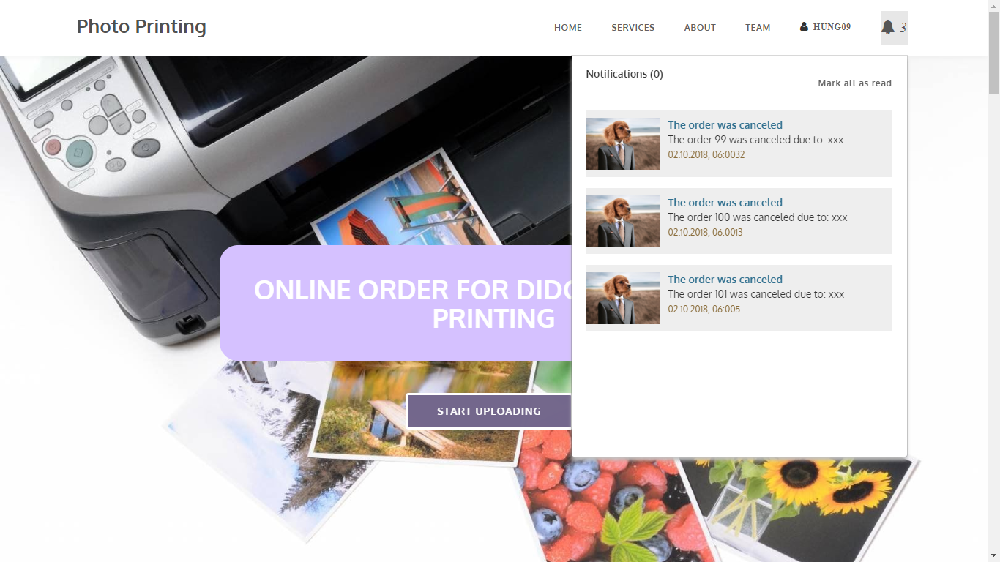 Photo Printing
HOME SERVICES ABOUT TEAM HUNG09 3
Notifications (0)
Mark all as read
The order was canceled
The order 99 was canceled due to: xxx
02.10.2018, 06:0032
The order was canceled
The order 100 was canceled due to: xxx
02.10.2018, 06:0013
The order was canceled
The order 101 was canceled due to: xxx
02.10.2018, 06:005
ONLINE ORDER FOR
PRINTING
START UPLOADING